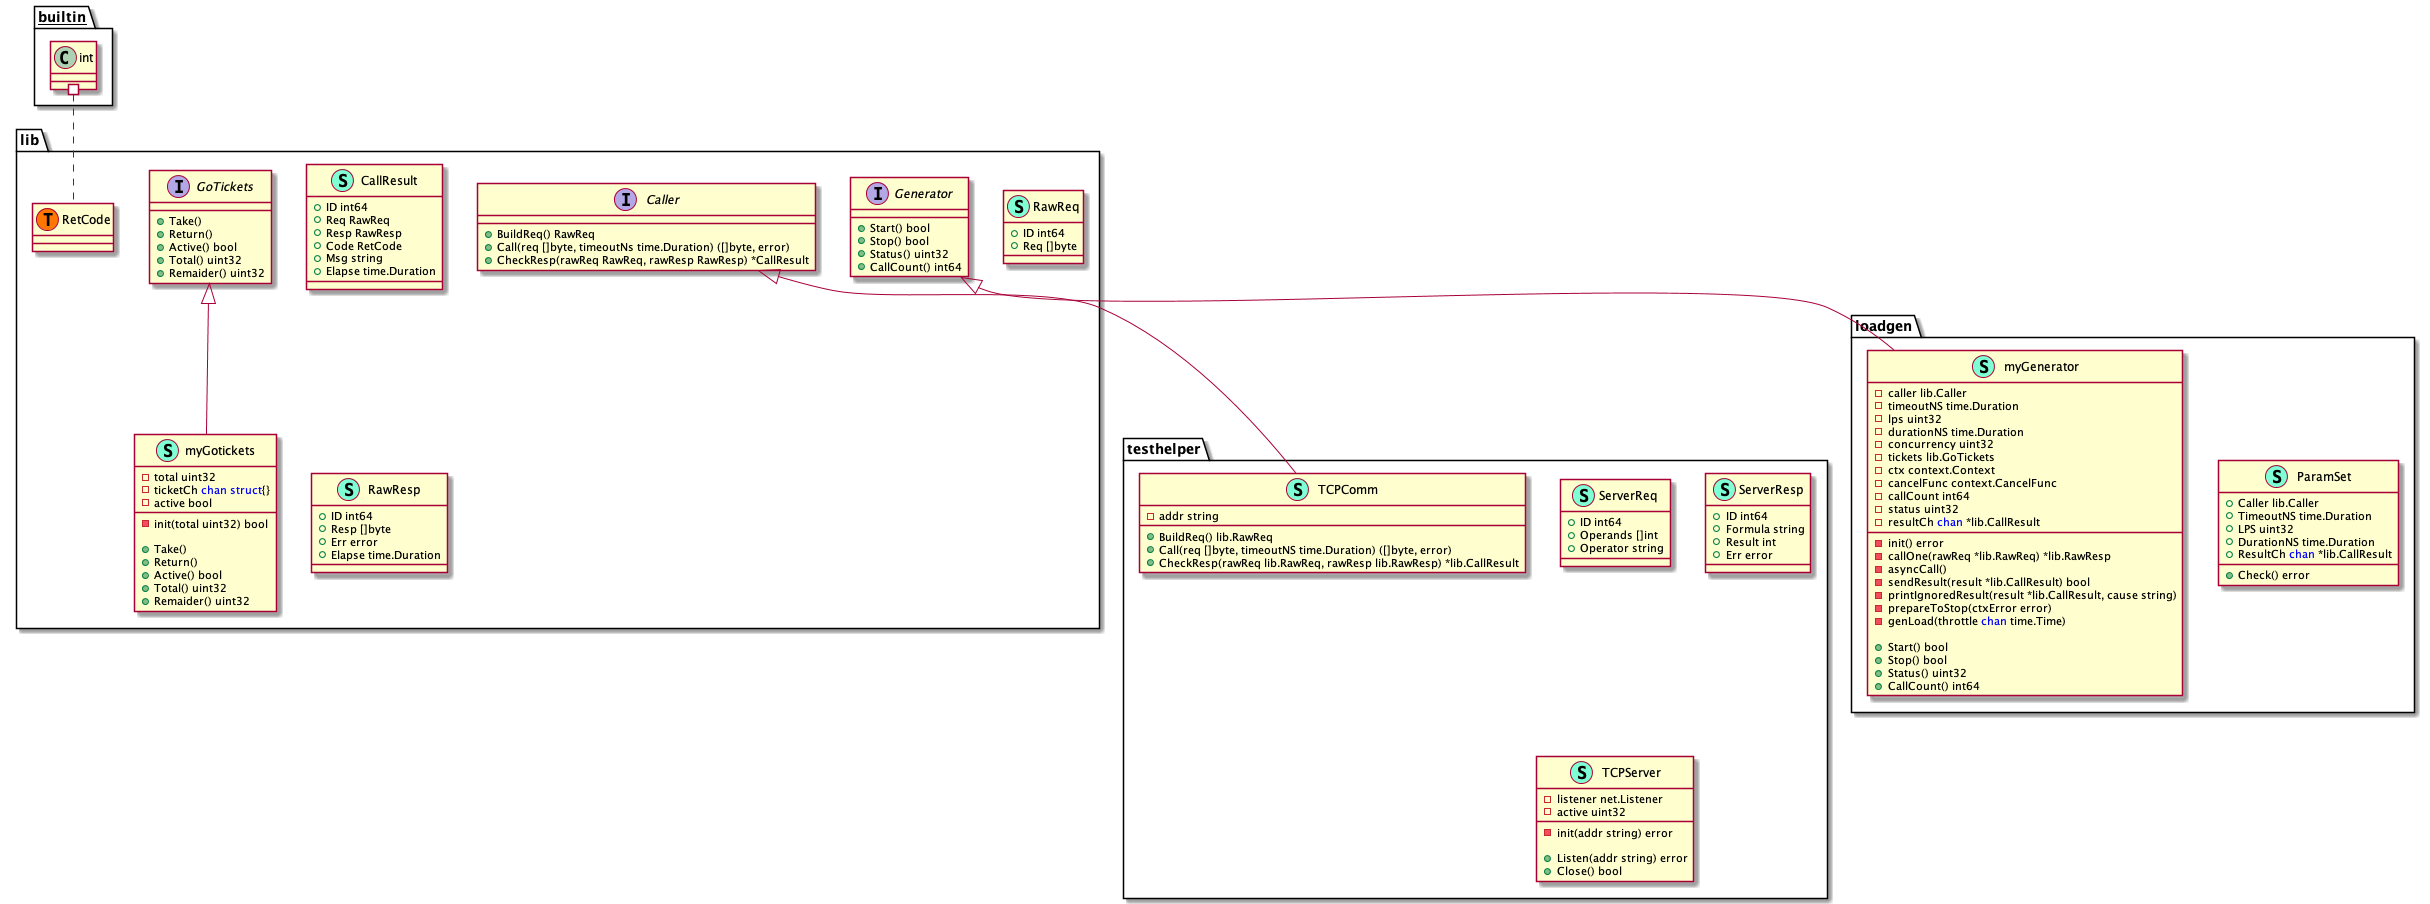 builtin
C int
lib
T RetCode
I GoTickets
Take()
Return()
Active() bool
Total() uint32
Remaider() uint32
S CallResult
ID int64
Req RawReq
Resp RawResp
Code RetCode
Msg string
Elapse time.Duration
I Caller
BuildReq() RawReq
Call(req []byte, timeoutNs time.Duration) ([]byte, error)
CheckResp(rawReq RawReq, rawResp RawResp) *CallResult
I Generator
Start() bool
Stop() bool
Status() uint32
CallCount() int64
S RawReq
ID int64
Req []byte
S myGotickets
total uint32
ticketCh chan struct{}
active bool
init(total uint32) bool
Take()
Return()
Active() bool
Total() uint32
Remaider() uint32
S RawResp
ID int64
Resp []byte
Err error
Elapse time.Duration
testhelper
S TCPComm
addr string
BuildReq() lib.RawReq
Call(req []byte, timeoutNS time.Duration) ([]byte, error)
CheckResp(rawReq lib.RawReq, rawResp lib.RawResp) *lib.CallResult
S ServerReq
ID int64
Operands []int
Operator string
S ServerResp
ID int64
Formula string
Result int
Err error
S TCPServer
listener net.Listener
active uint32
init(addr string) error
Listen(addr string) error
Close() bool
loadgen
S myGenerator
caller lib.Caller
timeoutNS time.Duration
lps uint32
durationNS time.Duration
concurrency uint32
tickets lib.GoTickets
ctx context.Context
cancelFunc context.CancelFunc
callCount int64
status uint32
resultCh chan *lib.CallResult
init() error
callOne(rawReq *lib.RawReq) *lib.RawResp
asyncCall()
sendResult(result *lib.CallResult) bool
printIgnoredResult(result *lib.CallResult, cause string)
prepareToStop(ctxError error)
genLoad(throttle chan time.Time)
Start() bool
Stop() bool
Status() uint32
CallCount() int64
S ParamSet
Caller lib.Caller
TimeoutNS time.Duration
LPS uint32
DurationNS time.Duration
ResultCh chan *lib.CallResult
Check() error